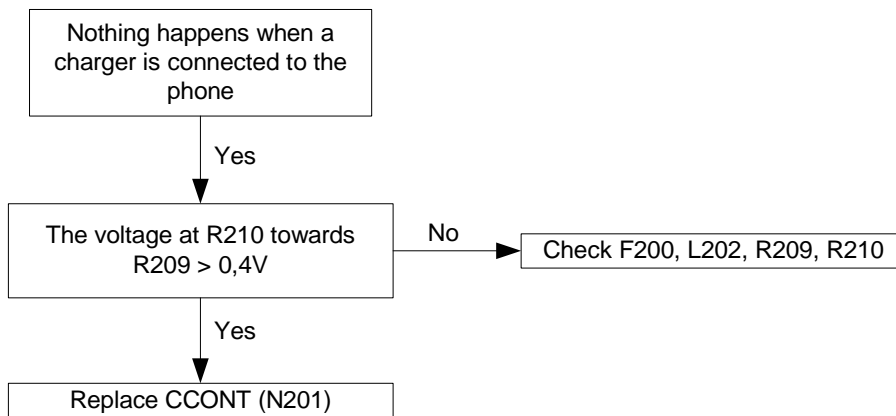 Nothing happens when a
charger is connected to the
phone
Yes
The voltage at R210 towards
R209 > 0,4V
No
Check F200, L202, R209, R210
Yes
Replace CCONT (N201)